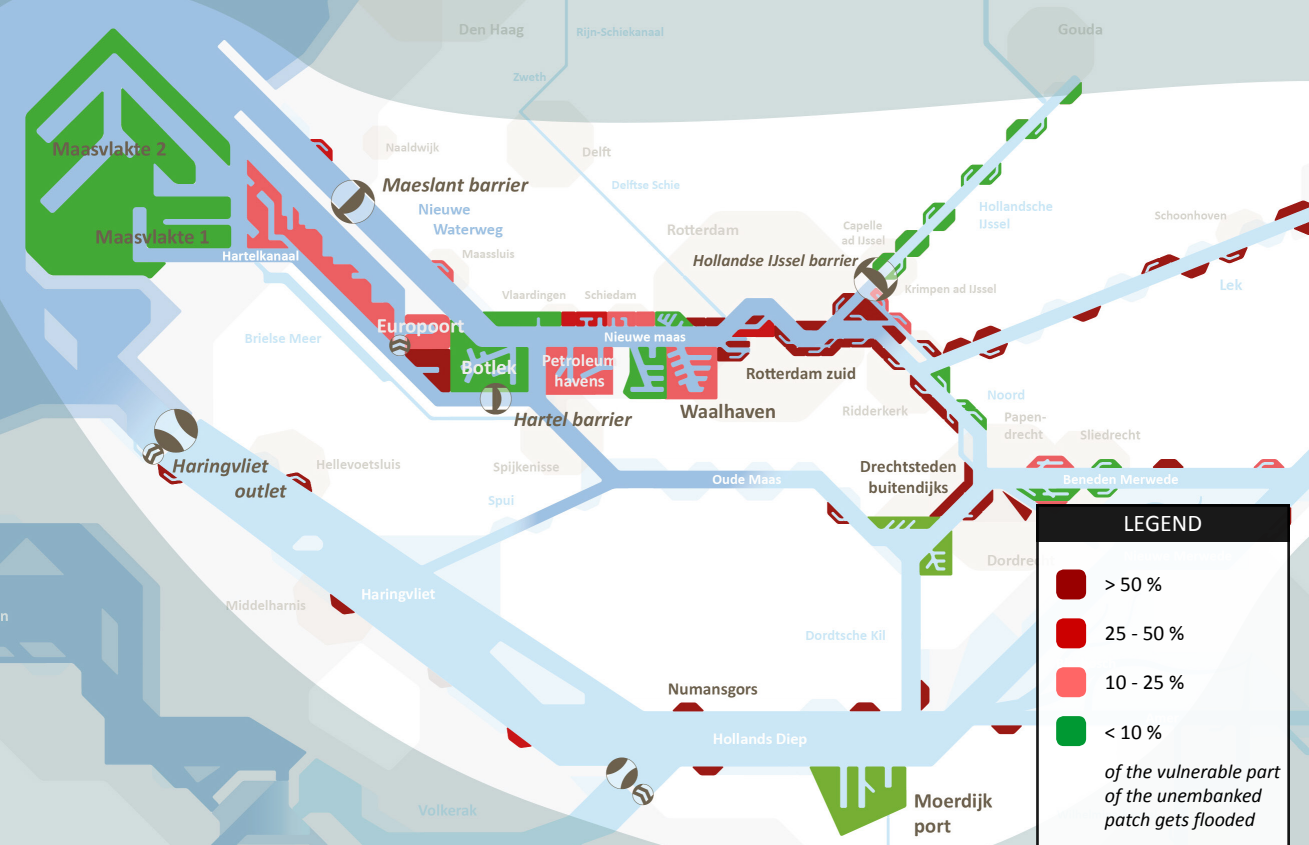 Den Haag
Rijn-Schiekanaal
Gouda
Zweth
Maasvlakte 2
Naaldwijk
Delft
Maeslant barrier
Delftse Schie
Nieuwe
Waterweg
Hollandsche
IJssel
Schoonhoven
Maasvlakte 1
Rotterdam
Capelle
ad IJssel
Hartelkanaal
Maassluis
Hollandse IJssel barrier
Krimpen ad IJssel
Lek
Vlaardingen
Schiedam
Europoort
Brielse Meer
Nieuwe maas
Botlek
Petroleum
havens
Rotterdam zuid
Waalhaven
Ridderkerk
Noord
Papen-
drecht
Sliedrecht
Hartel barrier
Haringvliet
outlet
Hellevoetsluis
Spijkenisse
Oude Maas
Drechtsteden
buitendijks
Beneden Merwede
Spui
LEGEND
Middelharnis
Haringvliet
> 50 %
25 - 50 %
10 - 25 %
< 10 %
of the vulnerable part
of the unembanked
patch gets flooded
Dordtsche Kil
Numansgors
Hollands Diep
Moerdijk
port
Volkerak